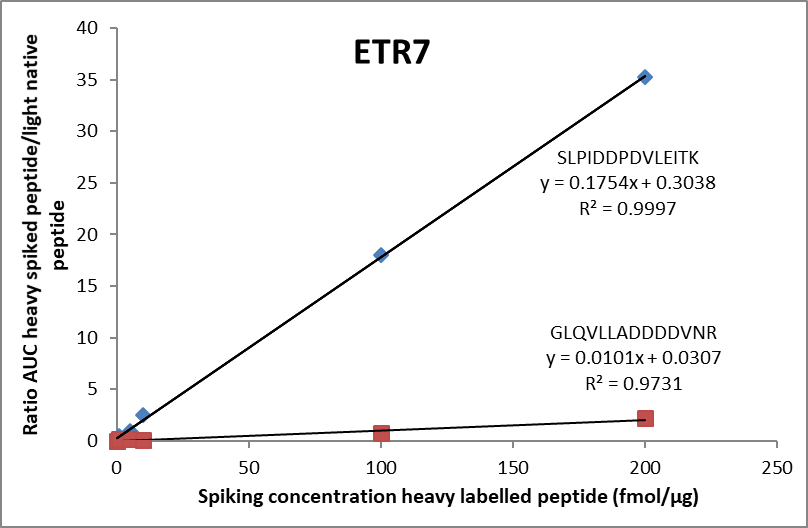 ETR7
Ratio AUC heavy spiked peptide/light native
peptide
40
35
30
25
20
15
10
5
0
SLPIDDPDVLEITK
y = 0.1754x + 0.3038
R² = 0.9997
GLQVLLADDDDVNR
y = 0.0101x + 0.0307
R² = 0.9731
0 50 100 150 200 250
Spiking concentration heavy labelled peptide (fmol/µg)